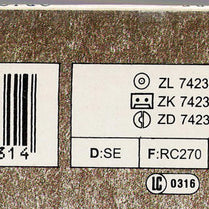 ZL 7423
ZK 7423
ZD 7423
314
D:SE F:RC270
LC 0316